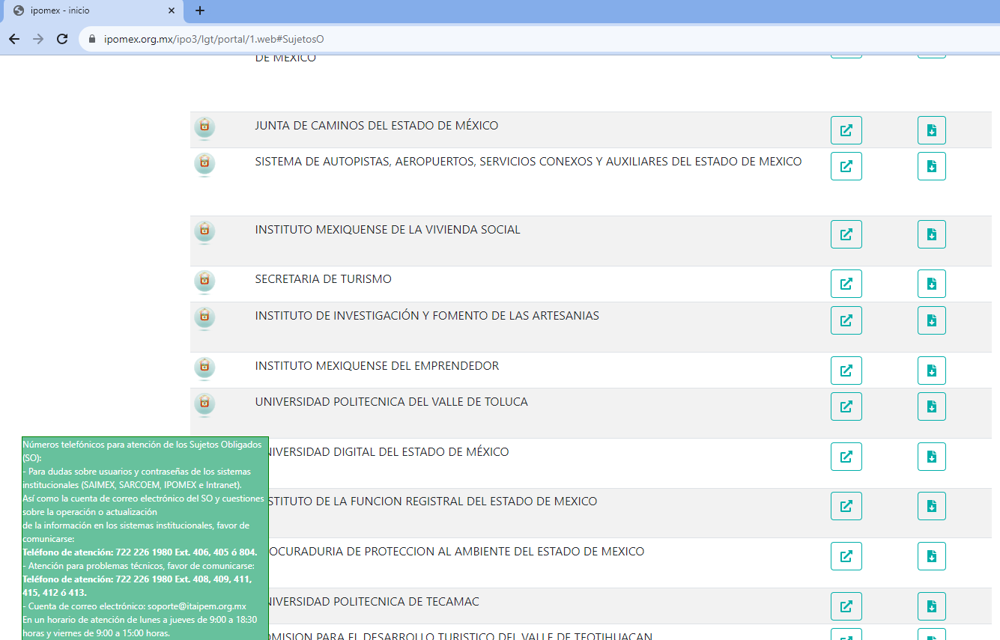 ipomex - inicio
ipomex.org.mx/ipo3/lgt/portal/1.web#SujetosO
DE MEXICO
JUNTA DE CAMINOS DEL ESTADO DE MÉXICO
SISTEMA DE AUTOPISTAS, AEROPUERTOS, SERVICIOS CONEXOS Y AUXILIARES DEL ESTADO DE MEXICO
INSTITUTO MEXIQUENSE DE LA VIVIENDA SOCIAL
SECRETARIA DE TURISMO
INSTITUTO DE INVESTIGACIÓN Y FOMENTO DE LAS ARTESANIAS
INSTITUTO MEXIQUENSE DEL EMPRENDEDOR
UNIVERSIDAD POLITECNICA DEL VALLE DE TOLUCA
NIVERSIDAD DIGITAL DEL ESTADO DE MÉXICO
STITUTO DE LA FUNCION REGISTRAL DEL ESTADO DE MEXICO
OCURADURIA DE PROTECCION AL AMBIENTE DEL ESTADO DE MEXICO
NIVERSIDAD POLITECNICA DE TECAMAC
OMISION PARA EL DESARROLLO TURISTICO DEL VALLE DE TEOTIHUACAN
Números telefónicos para atención de los Sujetos Obligados
(SO):
- Para dudas sobre usuarios y contraseñas de los sistemas
institucionales (SAIMEX, SARCOEM, IPOMEX e Intranet).
Así como la cuenta de correo electrónico del SO y cuestiones
sobre la operación o actualización
de la información en los sistemas institucionales, favor de
comunicarse:
Teléfono de atención: 722 226 1980 Ext. 406, 405 ó 804.
- Atención para problemas técnicos, favor de comunicarse:
Teléfono de atención: 722 226 1980 Ext. 408, 409, 411,
415, 412 ó 413.
- Cuenta de correo electrónico: soporte@itaipem.org.mx
En un horario de atención de lunes a jueves de 9:00 a 18:30
horas y viernes de 9:00 a 15:00 horas.